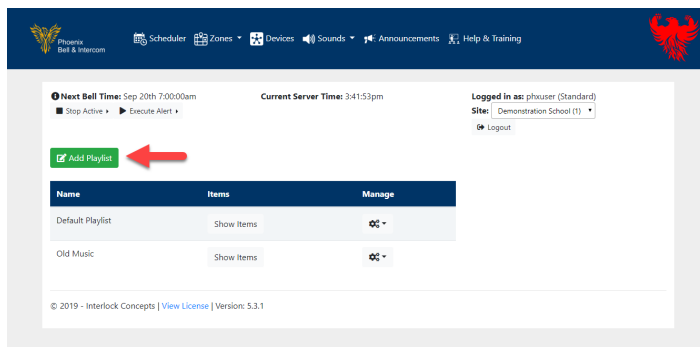 Phoenix
Bell & Intercom
Scheduler Zones Devices Sounds Announcements Help & Training
Next Bell Time: Sep 20th 7:00:00am Current Server Time: 3:41:53pm Logged in as: phxuser (Standard)
Stop Active Execute Alert Site: Demonstration School (1)
Logout
Add Playlist
Name Items Manage
Default Playlist Show Items
Old Music Show Items
© 2019 - Interlock Concepts | View License | Version: 5.3.1